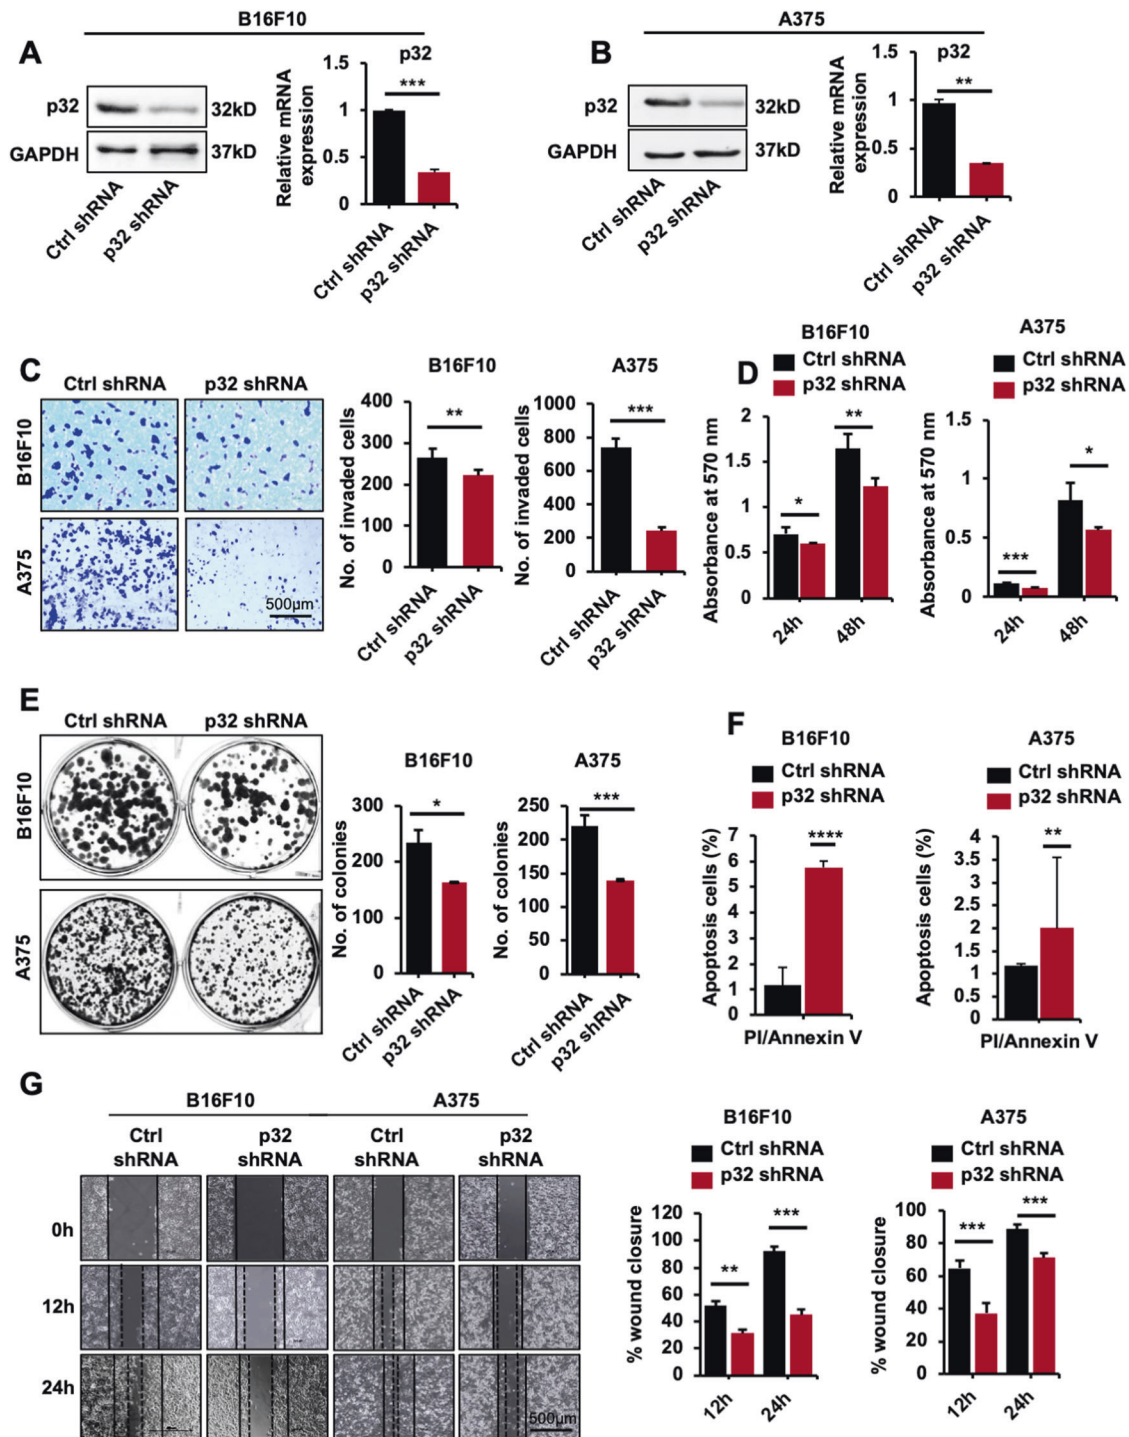 B16F10
A375
A
p32
p32
32kD
GAPDH
37kD
Ctrl shRNA
p32 shRNA
Relative mRNA
expression
1.5
1
0.5
0
***
Ctrl shRNA
p32 shRNA
B
p32
p32
32kD
GAPDH
37kD
Ctrl shRNA
p32 shRNA
Relative mRNA
expression
1.5
1
0.5
0
**
Ctrl shRNA
p32 shRNA
C
Ctrl shRNA
p32 shRNA
B16F10
A375
500µm
B16F10
No. of invaded cells
400
300
200
100
0
**
Ctrl shRNA
p32 shRNA
A375
No. of invaded cells
1000
800
600
400
200
0
***
Ctrl shRNA
p32 shRNA
D
B16F10
Ctrl shRNA
p32 shRNA
Absorbance at 570 nm
2
1.5
1
0.5
0
*
**
24h
48h
A375
Ctrl shRNA
p32 shRNA
Absorbance at 570 nm
1.5
1
0.5
0
***
*
24h
48h
E
Ctrl shRNA
p32 shRNA
B16F10
A375
B16F10
No. of colonies
300
200
100
0
*
Ctrl shRNA
p32 shRNA
A375
No. of colonies
250
200
150
100
50
0
***
Ctrl shRNA
p32 shRNA
F
B16F10
Ctrl shRNA
p32 shRNA
Apoptosis cells (%)
7
6
5
4
3
2
1
0
****
PI/Annexin V
A375
Ctrl shRNA
p32 shRNA
Apoptosis cells (%)
4
3.5
3
2.5
2
1.5
1
0.5
0
**
PI/Annexin V
G
B16F10
A375
Ctrl
shRNA
p32
shRNA
Ctrl
shRNA
p32
shRNA
0h
12h
24h
500µm
B16F10
Ctrl shRNA
p32 shRNA
% wound closure
120
100
80
60
40
20
0
**
***
12h
24h
A375
Ctrl shRNA
p32 shRNA
% wound closure
100
80
60
40
20
0
***
***
12h
24h